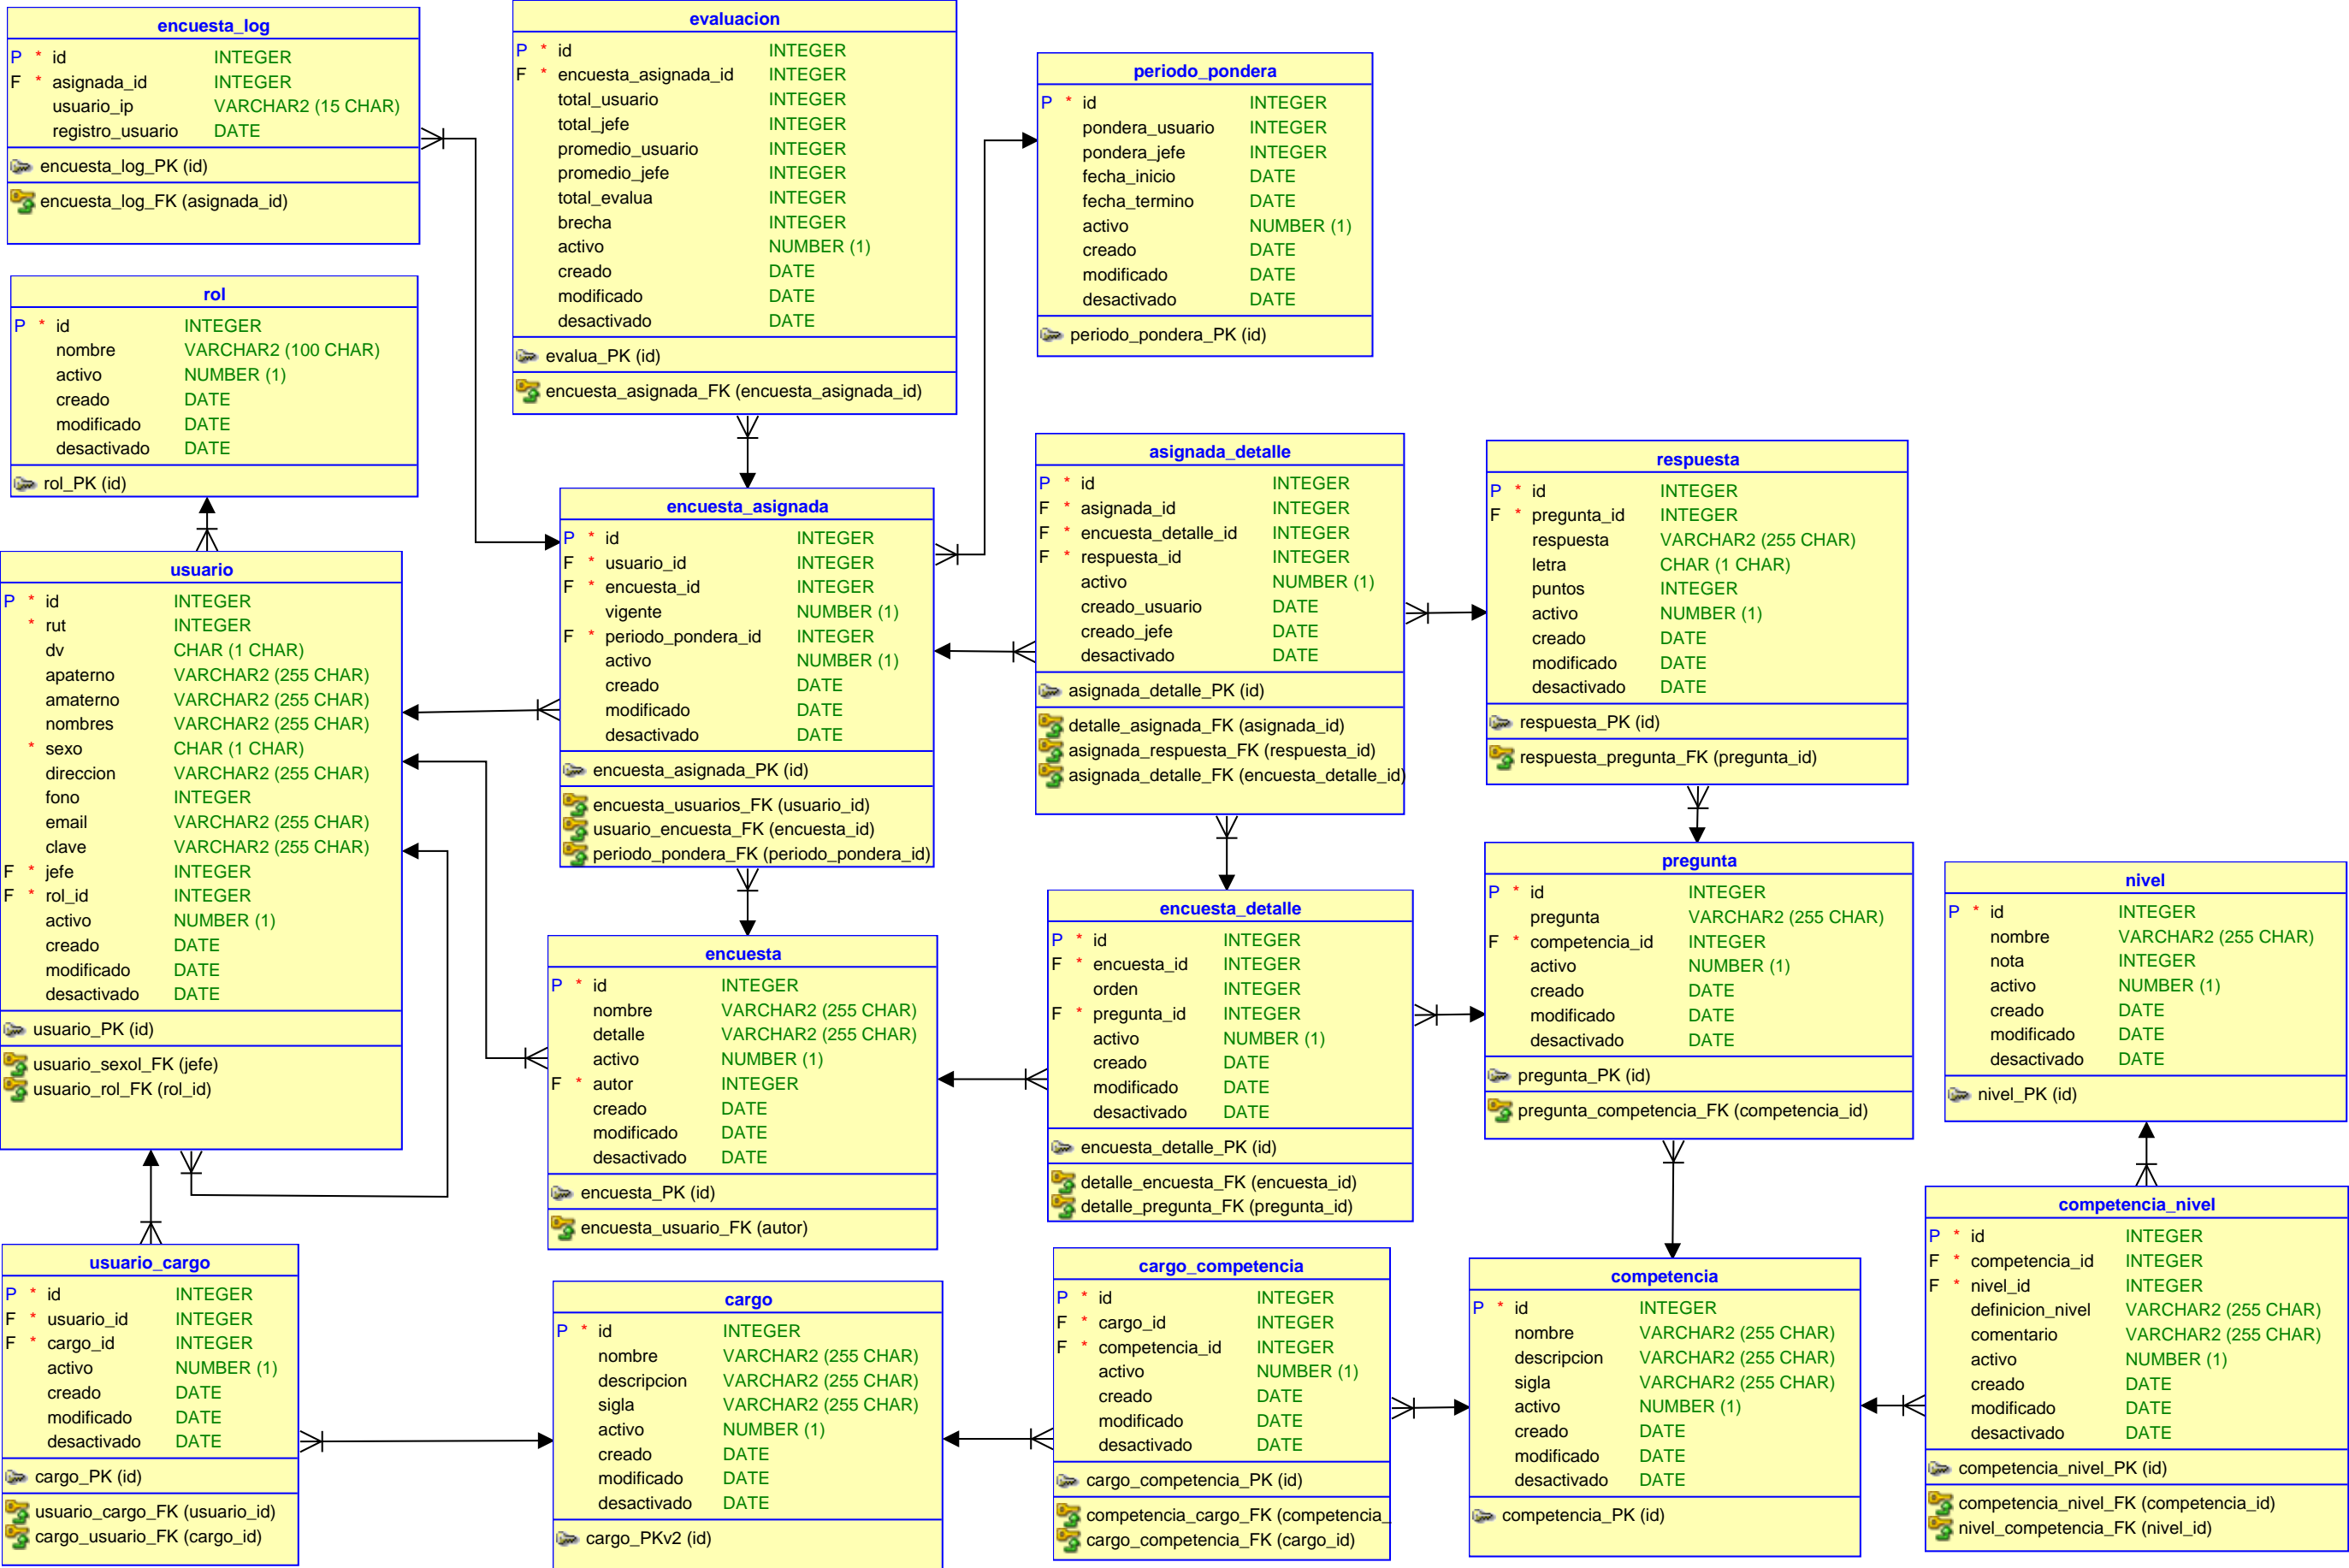 encuesta_log
P * id INTEGER
F * asignada_id INTEGER
usuario_ip VARCHAR2 (15 CHAR)
registro_usuario DATE
encuesta_log_PK (id)
encuesta_log_FK (asignada_id)
evaluacion
P * id INTEGER
F * encuesta_asignada_id INTEGER
total_usuario INTEGER
total_jefe INTEGER
promedio_usuario INTEGER
promedio_jefe INTEGER
total_evalua INTEGER
brecha INTEGER
activo NUMBER (1)
creado DATE
modificado DATE
desactivado DATE
evalua_PK (id)
encuesta_asignada_FK (encuesta_asignada_id)
periodo_pondera
P * id INTEGER
pondera_usuario INTEGER
pondera_jefe INTEGER
fecha_inicio DATE
fecha_termino DATE
activo NUMBER (1)
creado DATE
modificado DATE
desactivado DATE
periodo_pondera_PK (id)
rol
P * id INTEGER
nombre VARCHAR2 (100 CHAR)
activo NUMBER (1)
creado DATE
modificado DATE
desactivado DATE
rol_PK (id)
usuario
P * id INTEGER
* rut INTEGER
dv CHAR (1 CHAR)
apaterno VARCHAR2 (255 CHAR)
amaterno VARCHAR2 (255 CHAR)
nombres VARCHAR2 (255 CHAR)
* sexo CHAR (1 CHAR)
direccion VARCHAR2 (255 CHAR)
fono INTEGER
email VARCHAR2 (255 CHAR)
clave VARCHAR2 (255 CHAR)
F * jefe INTEGER
F * rol_id INTEGER
activo NUMBER (1)
creado DATE
modificado DATE
desactivado DATE
usuario_PK (id)
usuario_sexol_FK (jefe)
usuario_rol_FK (rol_id)
encuesta_asignada
P * id INTEGER
F * usuario_id INTEGER
F * encuesta_id INTEGER
vigente NUMBER (1)
F * periodo_pondera_id INTEGER
activo NUMBER (1)
creado DATE
modificado DATE
desactivado DATE
encuesta_asignada_PK (id)
encuesta_usuarios_FK (usuario_id)
usuario_encuesta_FK (encuesta_id)
periodo_pondera_FK (periodo_pondera_id)
asignada_detalle
P * id INTEGER
F * asignada_id INTEGER
F * encuesta_detalle_id INTEGER
F * respuesta_id INTEGER
activo NUMBER (1)
creado_usuario DATE
creado_jefe DATE
desactivado DATE
asignada_detalle_PK (id)
detalle_asignada_FK (asignada_id)
asignada_respuesta_FK (respuesta_id)
asignada_detalle_FK (encuesta_detalle_id)
respuesta
P * id INTEGER
F * pregunta_id INTEGER
respuesta VARCHAR2 (255 CHAR)
letra CHAR (1 CHAR)
puntos INTEGER
activo NUMBER (1)
creado DATE
modificado DATE
desactivado DATE
respuesta_PK (id)
respuesta_pregunta_FK (pregunta_id)
encuesta
P * id INTEGER
nombre VARCHAR2 (255 CHAR)
detalle VARCHAR2 (255 CHAR)
activo NUMBER (1)
F * autor INTEGER
creado DATE
modificado DATE
desactivado DATE
encuesta_PK (id)
encuesta_usuario_FK (autor)
encuesta_detalle
P * id INTEGER
F * encuesta_id INTEGER
orden INTEGER
F * pregunta_id INTEGER
activo NUMBER (1)
creado DATE
modificado DATE
desactivado DATE
encuesta_detalle_PK (id)
detalle_encuesta_FK (encuesta_id)
detalle_pregunta_FK (pregunta_id)
pregunta
P * id INTEGER
pregunta VARCHAR2 (255 CHAR)
F * competencia_id INTEGER
activo NUMBER (1)
creado DATE
modificado DATE
desactivado DATE
pregunta_PK (id)
pregunta_competencia_FK (competencia_id)
nivel
P * id INTEGER
nombre VARCHAR2 (255 CHAR)
nota INTEGER
activo NUMBER (1)
creado DATE
modificado DATE
desactivado DATE
nivel_PK (id)
usuario_cargo
P * id INTEGER
F * usuario_id INTEGER
F * cargo_id INTEGER
activo NUMBER (1)
creado DATE
modificado DATE
desactivado DATE
cargo_PK (id)
usuario_cargo_FK (usuario_id)
cargo_usuario_FK (cargo_id)
cargo
P * id INTEGER
nombre VARCHAR2 (255 CHAR)
descripcion VARCHAR2 (255 CHAR)
sigla VARCHAR2 (255 CHAR)
activo NUMBER (1)
creado DATE
modificado DATE
desactivado DATE
cargo_PKv2 (id)
cargo_competencia
P * id INTEGER
F * cargo_id INTEGER
F * competencia_id INTEGER
activo NUMBER (1)
creado DATE
modificado DATE
desactivado DATE
cargo_competencia_PK (id)
competencia_cargo_FK (competencia_
cargo_competencia_FK (cargo_id)
competencia
P * id INTEGER
nombre VARCHAR2 (255 CHAR)
descripcion VARCHAR2 (255 CHAR)
sigla VARCHAR2 (255 CHAR)
activo NUMBER (1)
creado DATE
modificado DATE
desactivado DATE
competencia_PK (id)
competencia_nivel
P * id INTEGER
F * competencia_id INTEGER
F * nivel_id INTEGER
definicion_nivel VARCHAR2 (255 CHAR)
comentario VARCHAR2 (255 CHAR)
activo NUMBER (1)
creado DATE
modificado DATE
desactivado DATE
competencia_nivel_PK (id)
competencia_nivel_FK (competencia_id)
nivel_competencia_FK (nivel_id)